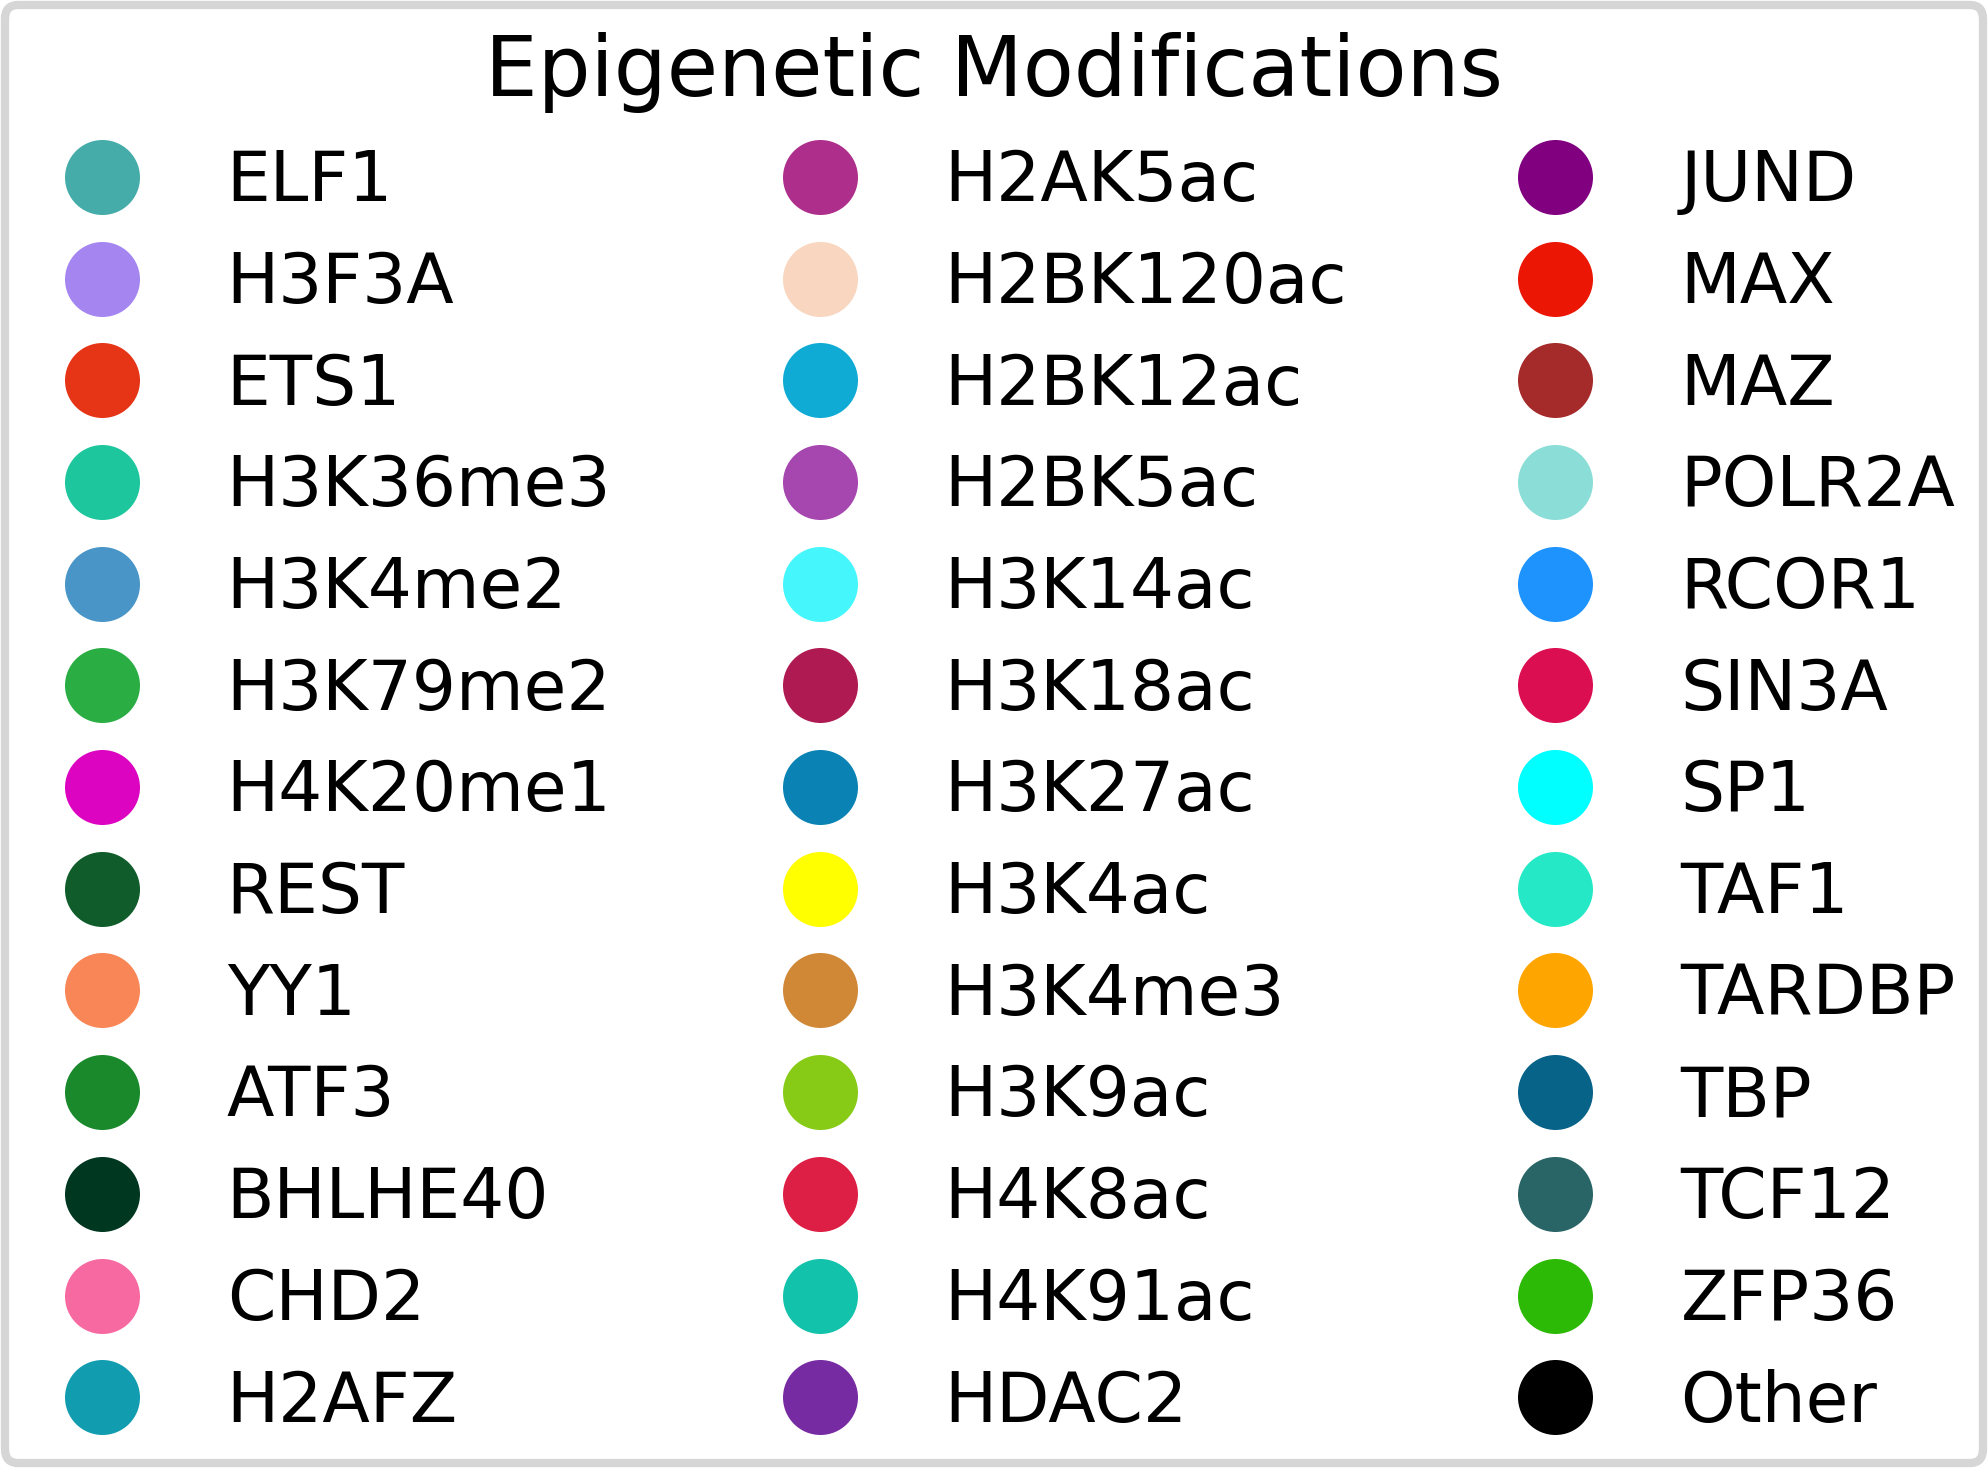 Epigenetic Modifications
ELF1
H3F3A
ETS1
H3K36me3
H3K4me2
H3K79me2
H4K20me1
REST
YY1
ATF3
BHLHE40
CHD2
H2AFZ
H2AK5ac
H2BK120ac
H2BK12ac
H2BK5ac
H3K14ac
H3K18ac
H3K27ac
H3K4ac
H3K4me3
H3K9ac
H4K8ac
H4K91ac
HDAC2
JUND
MAX
MAZ
POLR2A
RCOR1
SIN3A
SP1
TAF1
TARDBP
TBP
TCF12
ZFP36
Other